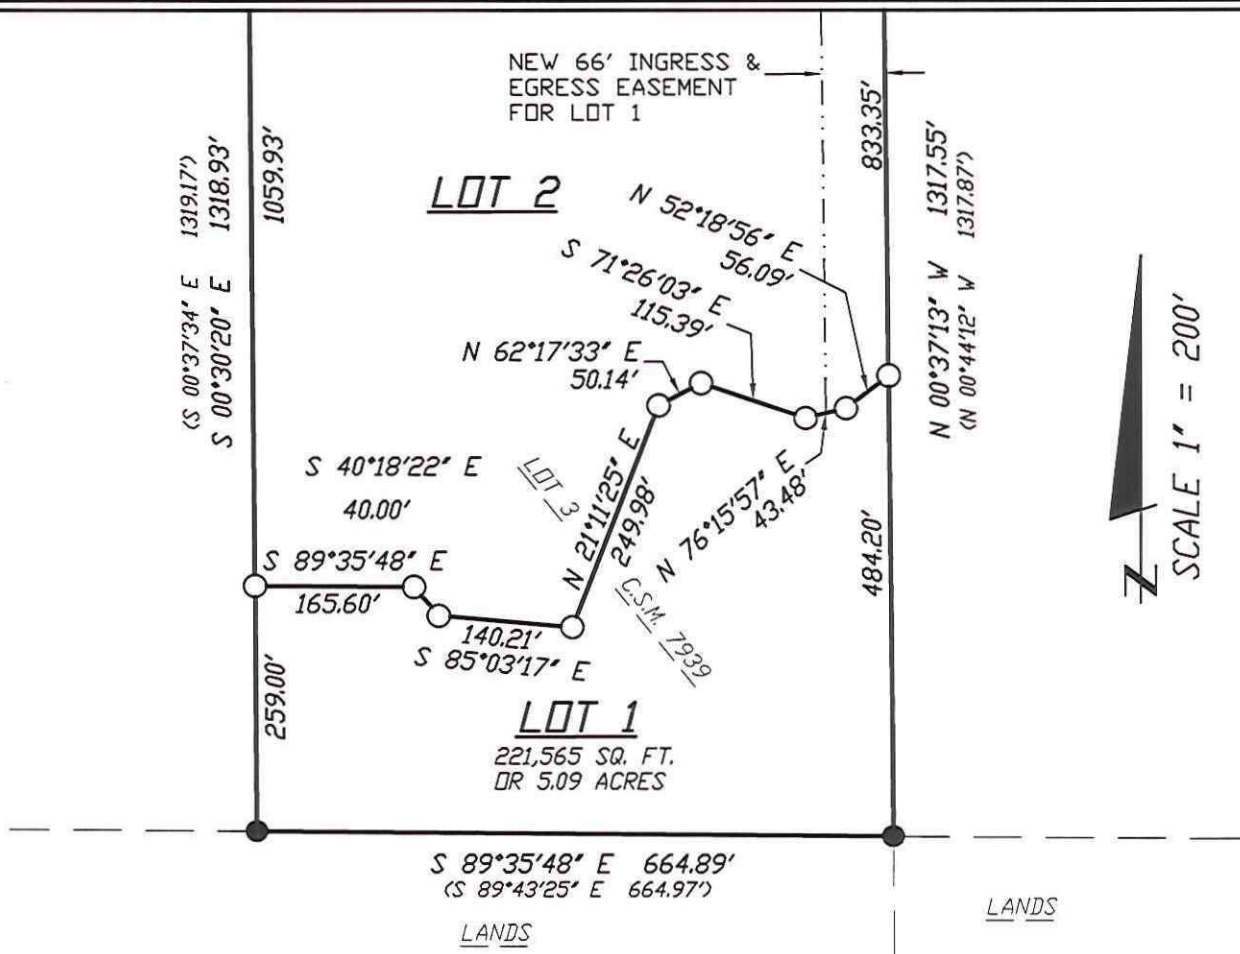 NEW 66' INGRESS &
EGRESS EASEMENT
FOR LOT 1
833.35'
1059.93'
(S 00°37'34" E 1319.17')
S 00°30'20" E 1318.93'
N 00°37'13" W 1317.55'
(N 00°44'12" W 1317.87')
LOT 2
N 52°18'56" E
56.09'
S 71°26'03" E
115.39'
N 62°17'33" E
50.14'
SCALE 1" = 200'
S 40°18'22" E
40.00'
LOT 3
N 21°11'25" E
249.98'
N 76°15'57" E
43.48'
484.20'
S 89°35'48" E
165.60'
C.S.M. 7939
140.21'
S 85°03'17" E
259.00'
LOT 1
221,565 SQ. FT.
OR 5.09 ACRES
S 89°35'48" E 664.89'
(S 89°43'25" E 664.97')
LANDS
LANDS
N